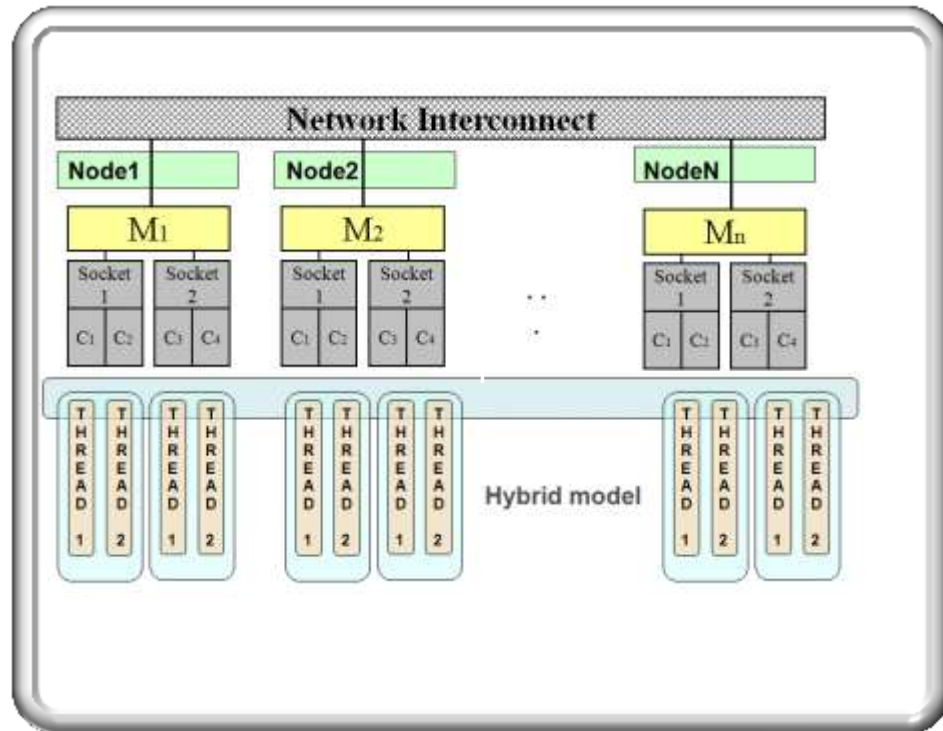 Network Interconnect
Node1 Node2 NodeN
M1 M2 Mn
Socket 1 Socket 2 Socket 1 Socket 2 Socket 1 Socket 2
C1 C2 C3 C4 C1 C2 C3 C4 C1 C2 C3 C4
. .
.
THREAD 1 THREAD 2 THREAD 1 THREAD 2 THREAD 1 THREAD 2 THREAD 1 THREAD 2 THREAD 1 THREAD 2 THREAD 1 THREAD 2
Hybrid model